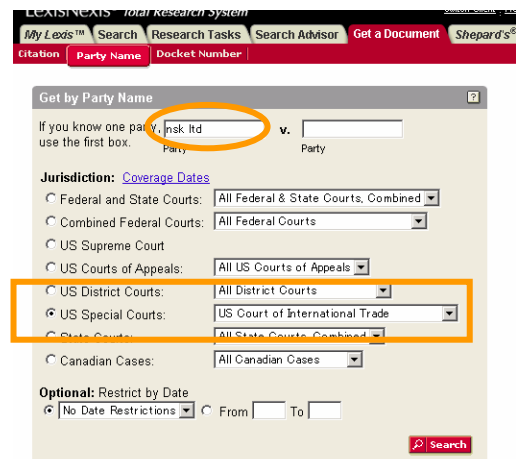 LexisNexis® Total Research System
My Lexis™ Search Research Tasks Search Advisor Get a Document Shepard's®
Citation Party Name Docket Number
Get by Party Name ?
If you know one party, nsk ltd v.
use the first box. Party Party
Jurisdiction: Coverage Dates
Federal and State Courts: All Federal & State Courts, Combined
Combined Federal Courts: All Federal Courts
US Supreme Court
US Courts of Appeals: All US Courts of Appeals
US District Courts: All District Courts
US Special Courts: US Court of International Trade
State Courts: All State Courts, Combined
Canadian Cases: All Canadian Cases
Optional: Restrict by Date
No Date Restrictions From To
Search